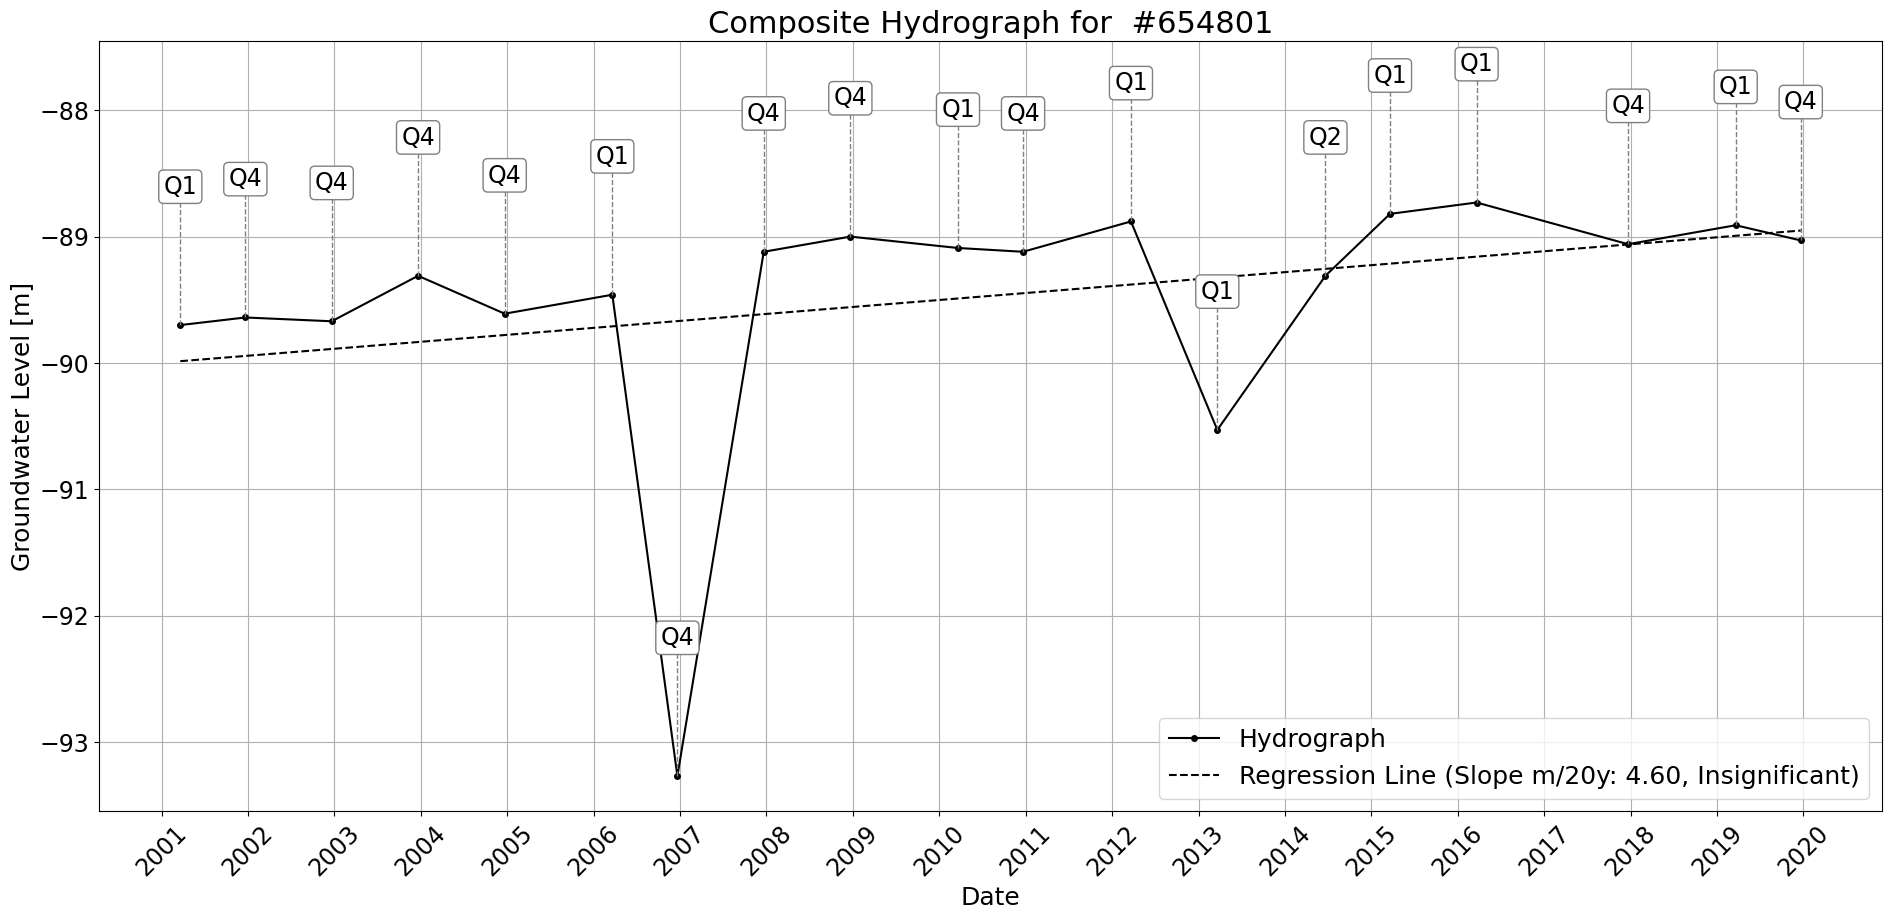 Composite Hydrograph for  #654801
Groundwater Level [m]
−88
−89
−90
−91
−92
−93
Q1
Q4
Q4
Q4
Q4
Q1
Q4
Q4
Q4
Q1
Q4
Q1
Q1
Q2
Q1
Q1
Q4
Q1
Q4
Hydrograph
Regression Line (Slope m/20y: 4.60, Insignificant)
2001
2002
2003
2004
2005
2006
2007
2008
2009
2010
2011
2012
2013
2014
2015
2016
2017
2018
2019
2020
Date